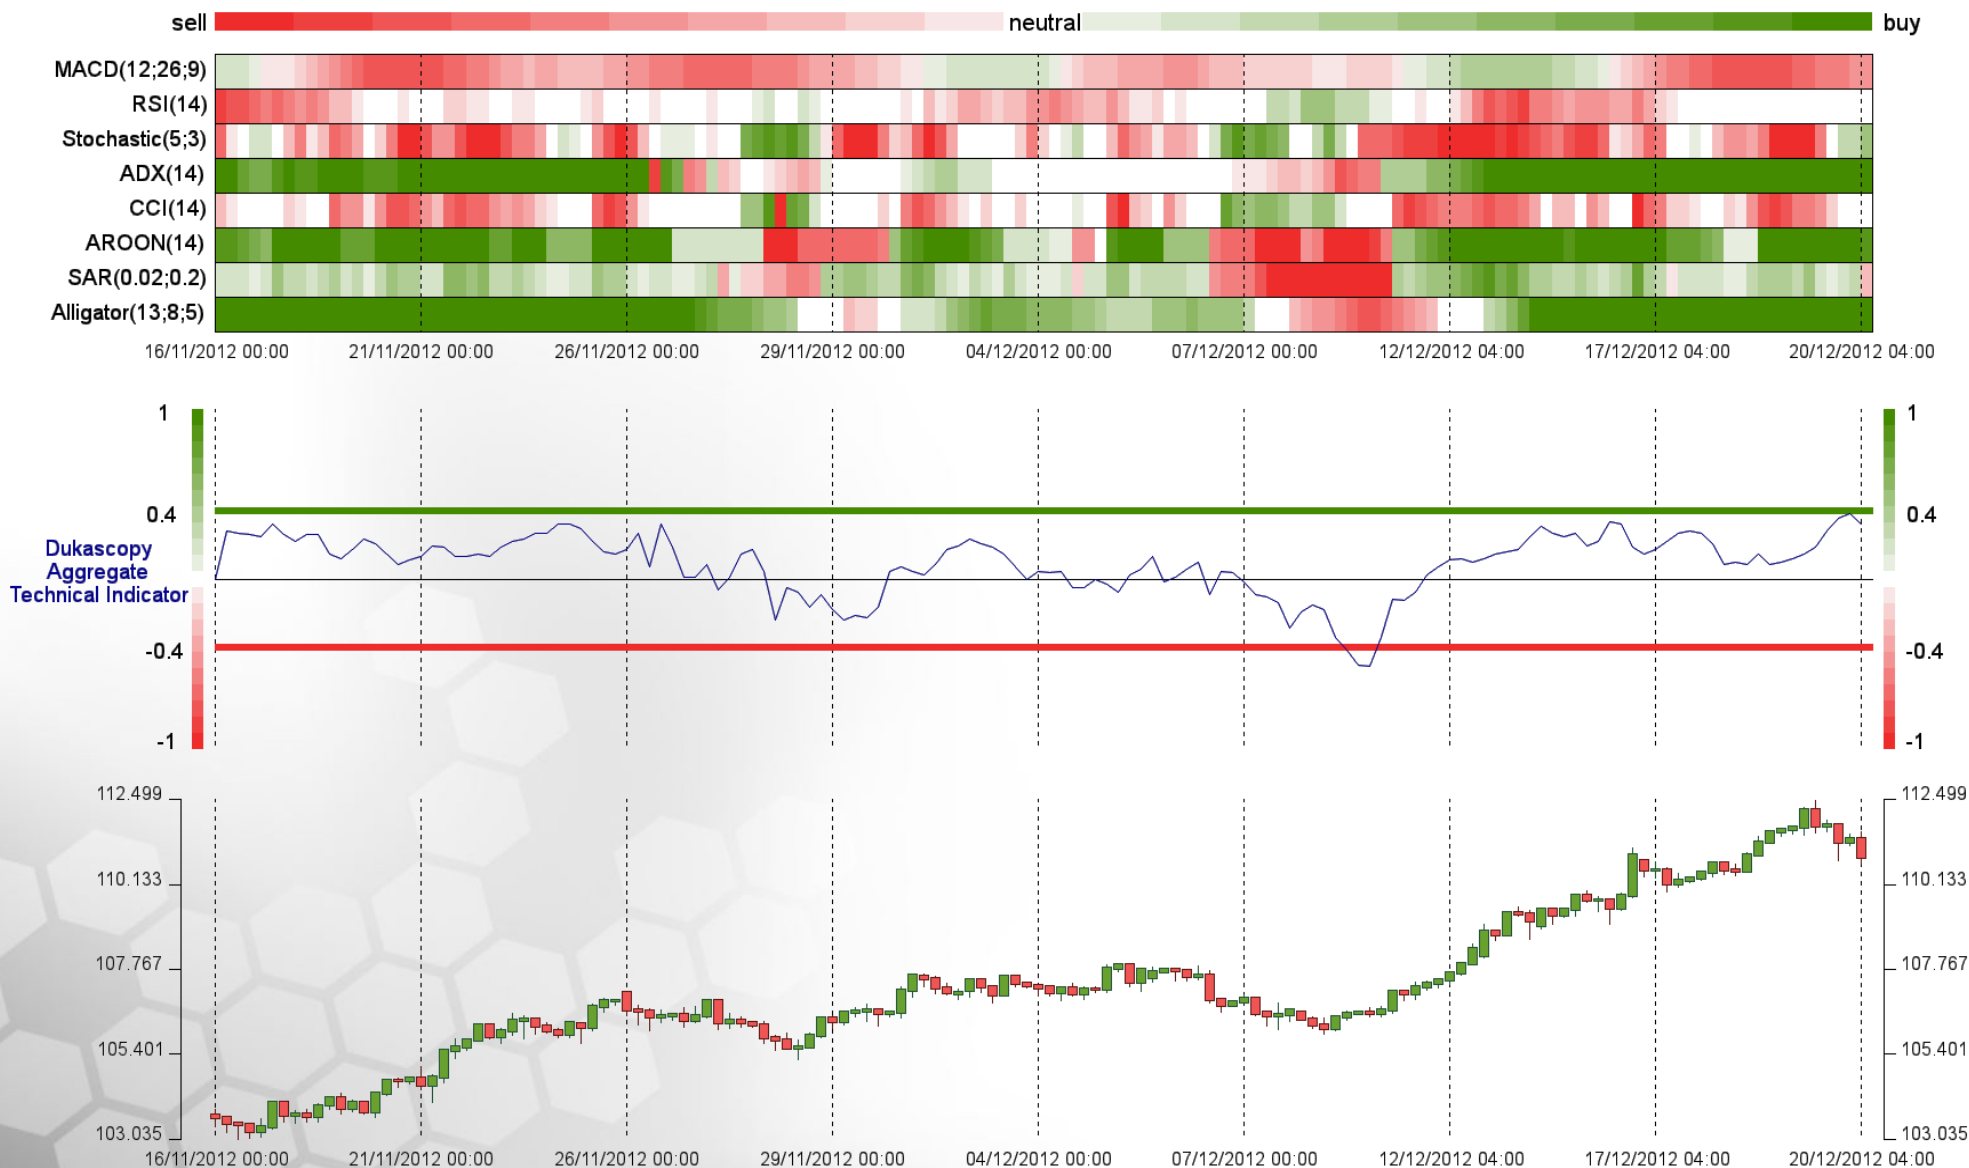 sell neutral buy
MACD(12;26;9)
RSI(14)
Stochastic(5;3)
ADX(14)
CCI(14)
AROON(14)
SAR(0.02;0.2)
Alligator(13;8;5)
16/11/2012 00:00 21/11/2012 00:00 26/11/2012 00:00 29/11/2012 00:00 04/12/2012 00:00 07/12/2012 00:00 12/12/2012 04:00 17/12/2012 04:00 20/12/2012 04:00
1 1
0.4 0.4
Dukascopy
Aggregate
Technical Indicator
-0.4 -0.4
-1 -1
112.499 112.499
110.133 110.133
107.767 107.767
105.401 105.401
103.035 103.035
16/11/2012 00:00 21/11/2012 00:00 26/11/2012 00:00 29/11/2012 00:00 04/12/2012 00:00 07/12/2012 00:00 12/12/2012 04:00 17/12/2012 04:00 20/12/2012 04:00